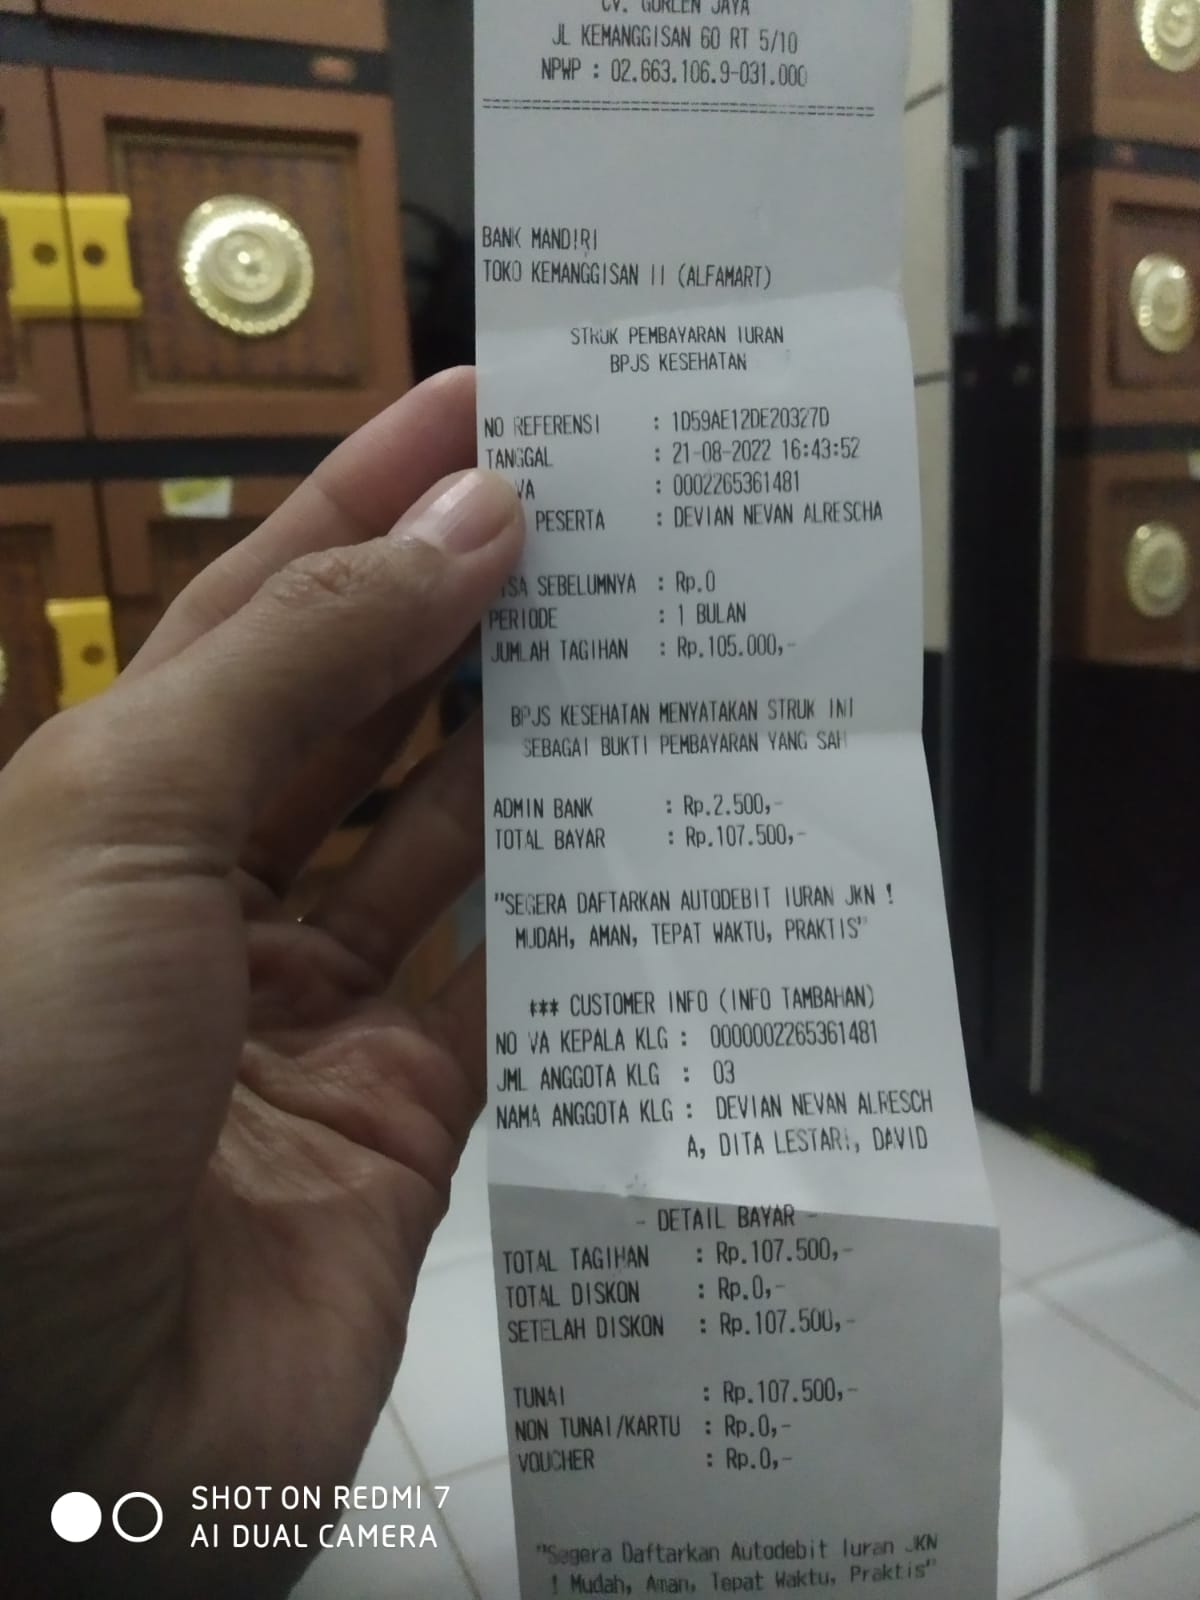 CV. GURLEN JAYA
JL KEMANGGISAN 60 RT 5/10
NPWP : 02.663.106.9-031.000
BANK MANDIRI
TOKO KEMANGGISAN II (ALFAMART)
STRUK PEMBAYARAN IURAN
BPJS KESEHATAN
NO REFERENSI : 1D59AE12DE20327D
TANGGAL : 21-08-2022 16:43:52
VA : 0002265361481
PESERTA : DEVIAN NEVAN ALRESCHA
SEBELUMNYA : Rp.0
PERIODE : 1 BULAN
JUMLAH TAGIHAN : Rp.105.000,-
BPJS KESEHATAN MENYATAKAN STRUK INI
SEBAGAI BUKTI PEMBAYARAN YANG SAH
ADMIN BANK : Rp.2.500,-
TOTAL BAYAR : Rp.107.500,-
"SEGERA DAFTARKAN AUTODEBIT IURAN JKN !
MUDAH, AMAN, TEPAT WAKTU, PRAKTIS"
*** CUSTOMER INFO (INFO TAMBAHAN)
NO VA KEPALA KLG : 0000002265361481
JML ANGGOTA KLG : 03
NAMA ANGGOTA KLG : DEVIAN NEVAN ALRESCH
A, DITA LESTARI, DAVID
- DETAIL BAYAR -
TOTAL TAGIHAN : Rp.107.500,-
TOTAL DISKON : Rp.0,-
SETELAH DISKON : Rp.107.500,-
TUNAI : Rp.107.500,-
NON TUNAI/KARTU : Rp.0,-
VOUCHER : Rp.0,-
"Segera Daftarkan Autodebit Iuran JKN
! Mudah, Aman, Tepat Waktu, Praktis"
SHOT ON REDMI 7
AI DUAL CAMERA